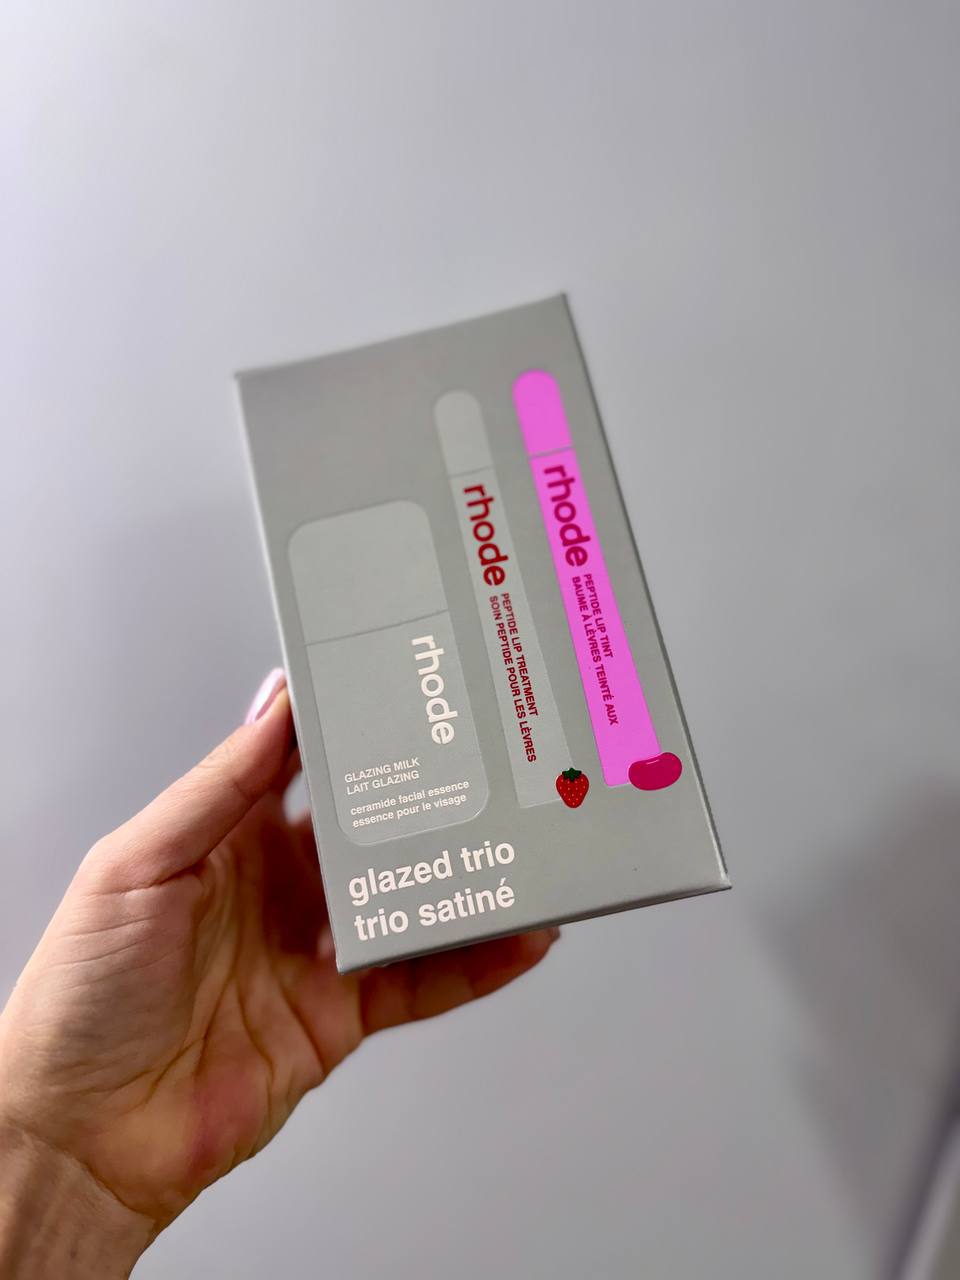 rhode
GLAZING MILK
LAIT GLAZING
ceramide facial essence
essence pour le visage
rhode
PEPTIDE LIP TREATMENT
SOIN PEPTIDE POUR LES LÈVRES
rhode
PEPTIDE LIP TINT
BAUME À LÈVRES TEINTÉ AUX
glazed trio
trio satiné